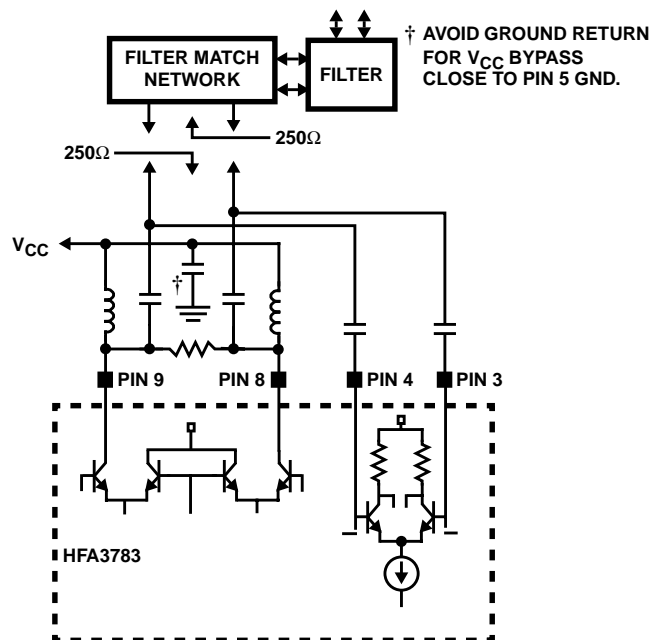 † AVOID GROUND RETURN
FOR VCC BYPASS
CLOSE TO PIN 5 GND.
FILTER MATCH
NETWORK
FILTER
250Ω
250Ω
VCC
†
PIN 9
PIN 8
PIN 4
PIN 3
HFA3783